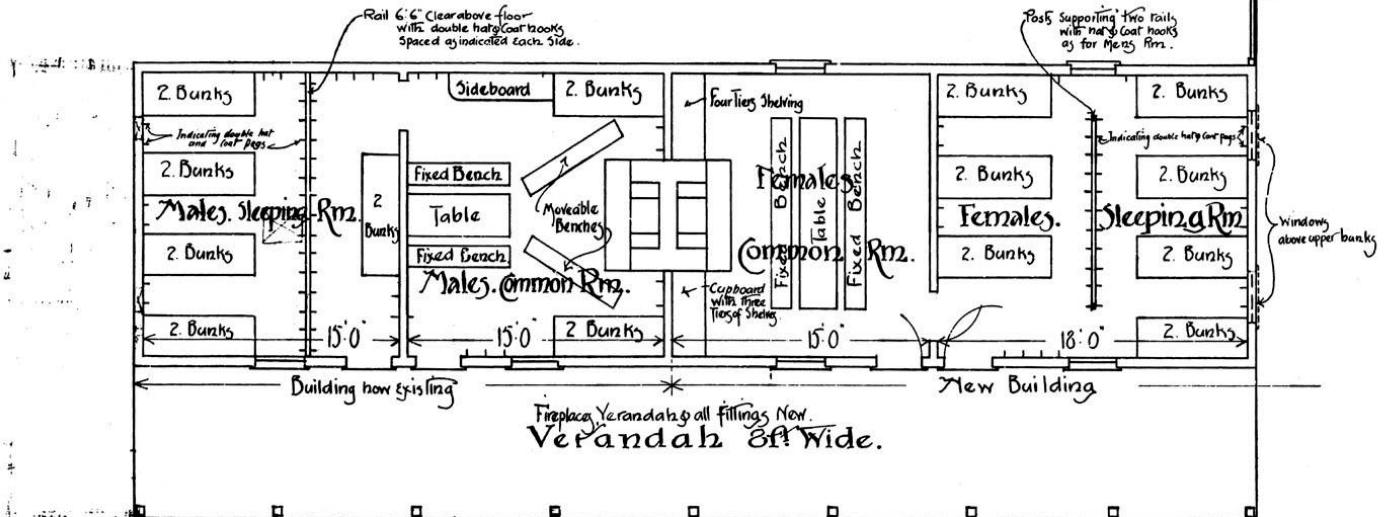 Rail 6'6" Clear above floor
with double hat & Coat hooks
Spaced as indicated Each Side.
Posts Supporting two rails
with hat & Coat hooks
as for Mens Rm.
2. Bunks
Sideboard
2. Bunks
Four Tiers Shelving
2. Bunks
2. Bunks
Indicating double hat
and Coat Pegs
Indicating double hat & Coat pegs
2. Bunks
2
Bunks
Fixed Bench
Table
Fixed Bench
Moveable
Benches
Fixed Bench
Table
Fixed Bench
2. Bunks
2. Bunks
Males. Sleeping Rm.
Females.
Common Rm.
Females. Sleeping Rm
Windows
above upper bunks
2. Bunks
2. Bunks
2. Bunks
Males. Common Rm.
Cupboard
with three
Tiers of Shelves
2. Bunks
15'.0"
15'.0"
2. Bunks
15'.0"
18'.0"
2. Bunks
Building now Existing
New Building
Fireplace, Verandah & all fittings New.
Verandah 8ft. Wide.